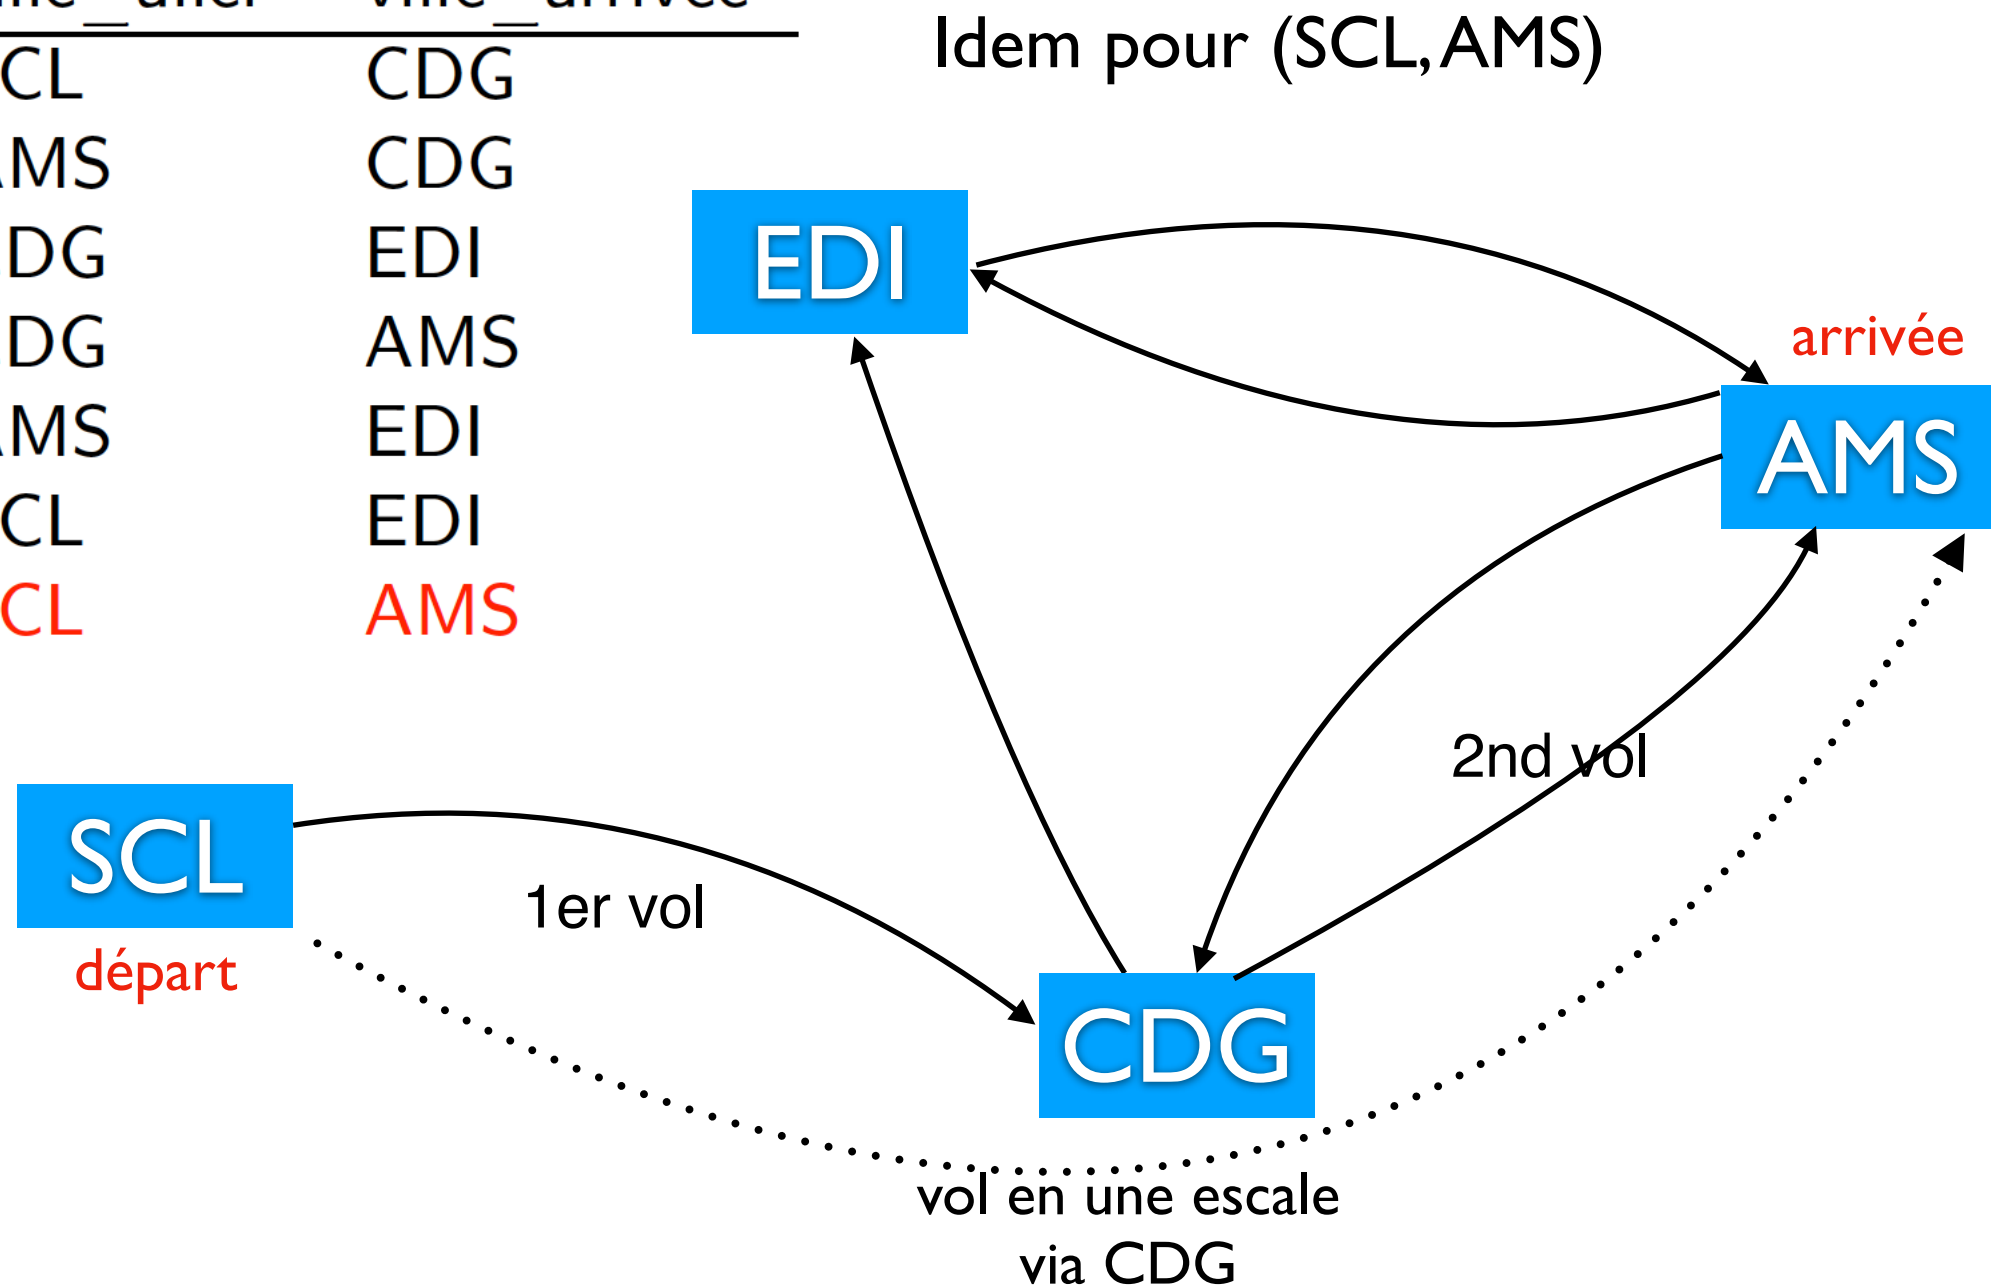 ville_arrivée
Idem pour (SCL, AMS)
CL CDG
MS CDG
DG EDI
DG AMS
MS EDI
CL EDI
CL AMS
EDI
arrivée
AMS
2nd vol
SCL
1er vol
départ
CDG
vol en une escale
via CDG